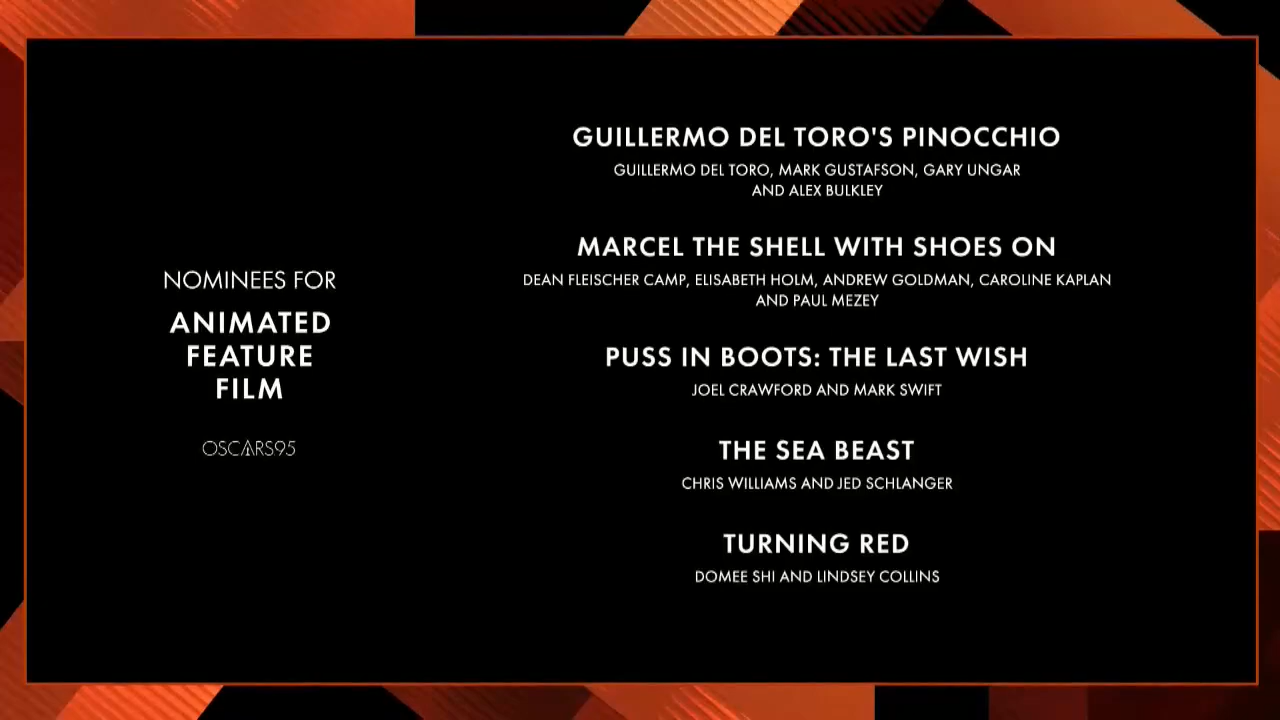 NOMINEES FOR
ANIMATED
FEATURE
FILM
OSCARS95
GUILLERMO DEL TORO'S PINOCCHIO
GUILLERMO DEL TORO, MARK GUSTAFSON, GARY UNGAR
AND ALEX BULKLEY
MARCEL THE SHELL WITH SHOES ON
DEAN FLEISCHER CAMP, ELISABETH HOLM, ANDREW GOLDMAN, CAROLINE KAPLAN
AND PAUL MEZEY
PUSS IN BOOTS: THE LAST WISH
JOEL CRAWFORD AND MARK SWIFT
THE SEA BEAST
CHRIS WILLIAMS AND JED SCHLANGER
TURNING RED
DOMEE SHI AND LINDSEY COLLINS